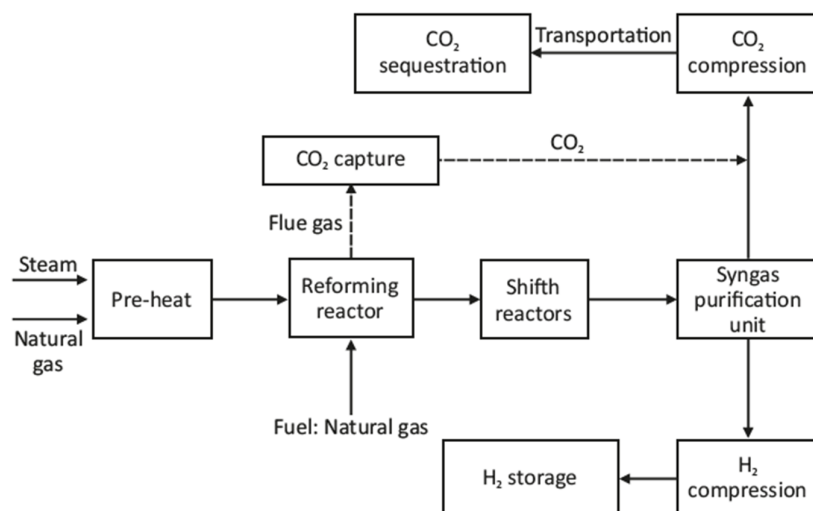 CO₂
sequestration
Transportation
CO₂
compression
CO₂ capture
CO₂
Flue gas
Steam
Natural
gas
Pre-heat
Reforming
reactor
Shifth
reactors
Syngas
purification
unit
Fuel: Natural gas
H₂ storage
H₂
compression